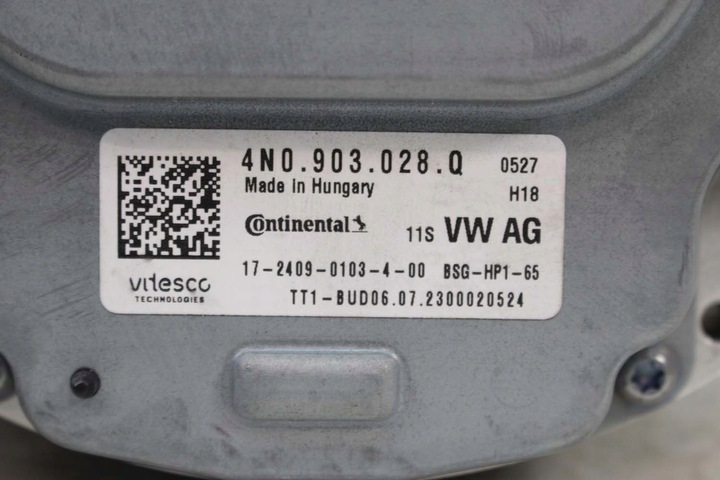 4N0.903.028.Q 0527
Made in Hungary H18
Continental 11S VW AG
17-2409-0103-4-00 BSG-HP1-65
vitesco
TECHNOLOGIES
TT1-BUD06.07.2300020524